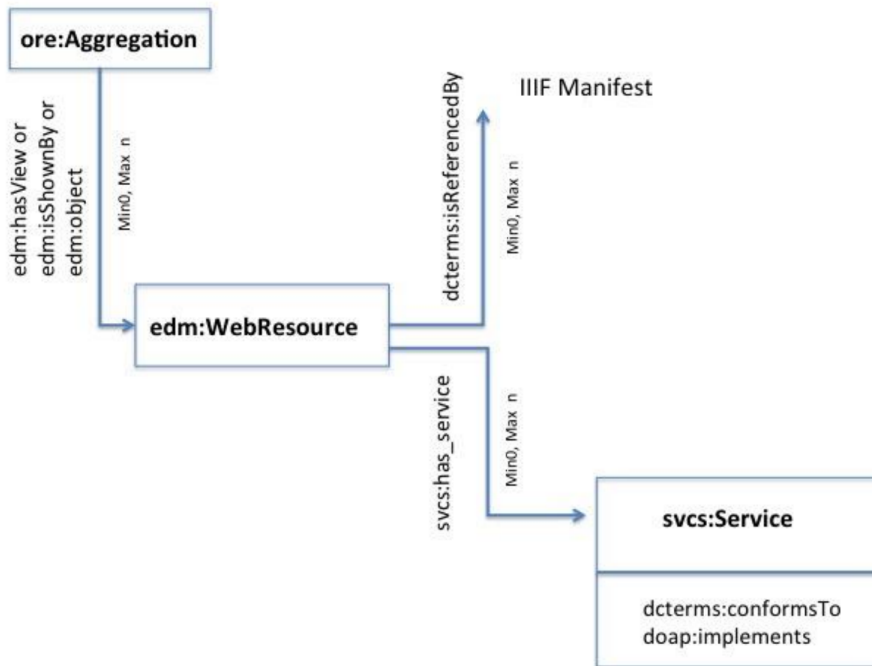 ore:Aggregation
edm:hasView or
edm:isShownBy or
edm:object
Min0, Max n
dcterms:isReferencedBy
Min0, Max n
IIIF Manifest
edm:WebResource
svcs:has_service
Min0, Max n
svcs:Service
dcterms:conformsTo
doap:implements